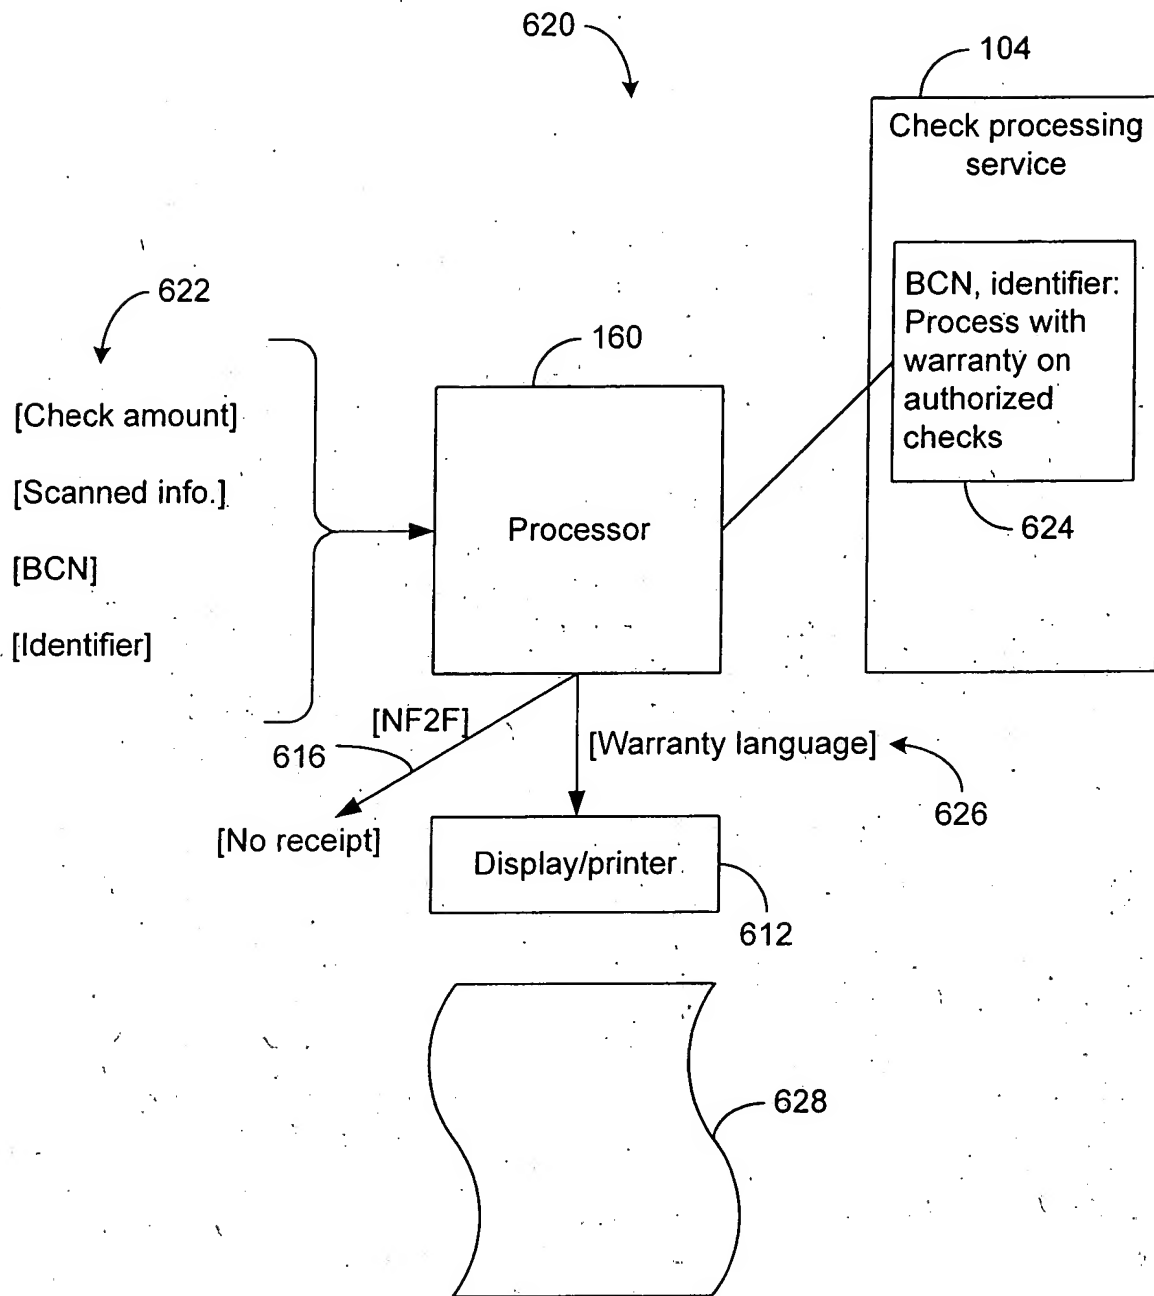 620
104
Check processing
service
622
160
BCN, identifier:
Process with
warranty on
authorized
checks
[Check amount]
[Scanned info.]
Processor
624
[BCN]
[Identifier]
[NF2F]
616
[Warranty language]
626
[No receipt]
Display/printer
612
628